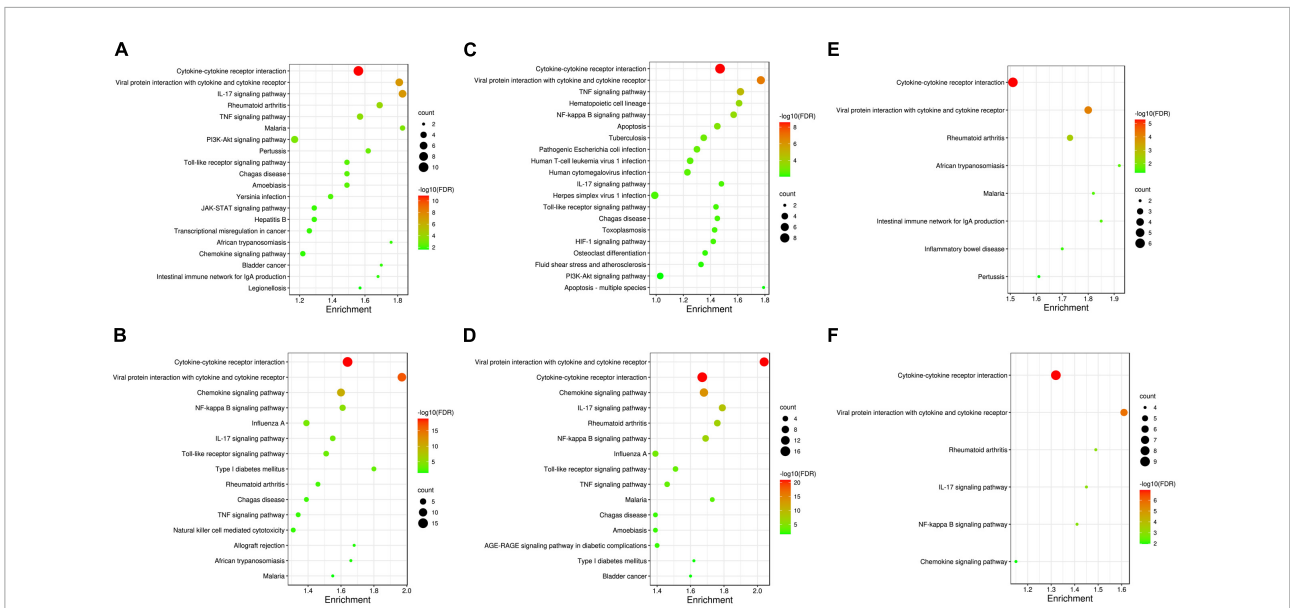 A
Cytokine-cytokine receptor interaction
Viral protein interaction with cytokine and cytokine receptor
IL-17 signaling pathway
Rheumatoid arthritis
TNF signaling pathway
Malaria
PI3K-Akt signaling pathway
Pertussis
Toll-like receptor signaling pathway
Chagas disease
Amoebiasis
Yersinia infection
JAK-STAT signaling pathway
Hepatitis B
Transcriptional misregulation in cancer
African trypanosomiasis
Chemokine signaling pathway
Bladder cancer
Intestinal immune network for IgA production
Legionellosis
1.2 1.4 1.6 1.8
Enrichment
count
2
4
6
8
10
-log10(FDR)
10
8
6
4
2
C
Cytokine-cytokine receptor interaction
Viral protein interaction with cytokine and cytokine receptor
TNF signaling pathway
Hematopoietic cell lineage
NF-kappa B signaling pathway
Apoptosis
Tuberculosis
Pathogenic Escherichia coli infection
Human T-cell leukemia virus 1 infection
Human cytomegalovirus infection
IL-17 signaling pathway
Herpes simplex virus 1 infection
Toll-like receptor signaling pathway
Chagas disease
Toxoplasmosis
HIF-1 signaling pathway
Osteoclast differentiation
Fluid shear stress and atherosclerosis
PI3K-Akt signaling pathway
Apoptosis - multiple species
1.0 1.2 1.4 1.6 1.8
Enrichment
-log10(FDR)
8
6
4
2
count
2
4
6
8
E
Cytokine-cytokine receptor interaction
Viral protein interaction with cytokine and cytokine receptor
Rheumatoid arthritis
African trypanosomiasis
Malaria
Intestinal immune network for IgA production
Inflammatory bowel disease
Pertussis
1.5 1.6 1.7 1.8 1.9
Enrichment
-log10(FDR)
5
4
3
2
count
2
3
4
5
6
B
Cytokine-cytokine receptor interaction
Viral protein interaction with cytokine and cytokine receptor
Chemokine signaling pathway
NF-kappa B signaling pathway
Influenza A
IL-17 signaling pathway
Toll-like receptor signaling pathway
Type I diabetes mellitus
Rheumatoid arthritis
Chagas disease
TNF signaling pathway
Natural killer cell mediated cytotoxicity
Allograft rejection
African trypanosomiasis
Malaria
1.4 1.6 1.8 2.0
Enrichment
-log10(FDR)
15
10
5
count
5
10
15
D
Viral protein interaction with cytokine and cytokine receptor
Cytokine-cytokine receptor interaction
Chemokine signaling pathway
IL-17 signaling pathway
Rheumatoid arthritis
NF-kappa B signaling pathway
Influenza A
Toll-like receptor signaling pathway
TNF signaling pathway
Malaria
Chagas disease
Amoebiasis
AGE-RAGE signaling pathway in diabetic complications
Type I diabetes mellitus
Bladder cancer
1.4 1.6 1.8 2.0
Enrichment
count
4
8
12
16
-log10(FDR)
20
15
10
5
F
Cytokine-cytokine receptor interaction
Viral protein interaction with cytokine and cytokine receptor
Rheumatoid arthritis
IL-17 signaling pathway
NF-kappa B signaling pathway
Chemokine signaling pathway
1.2 1.3 1.4 1.5 1.6
Enrichment
count
4
5
6
7
8
9
-log10(FDR)
6
5
4
3
2